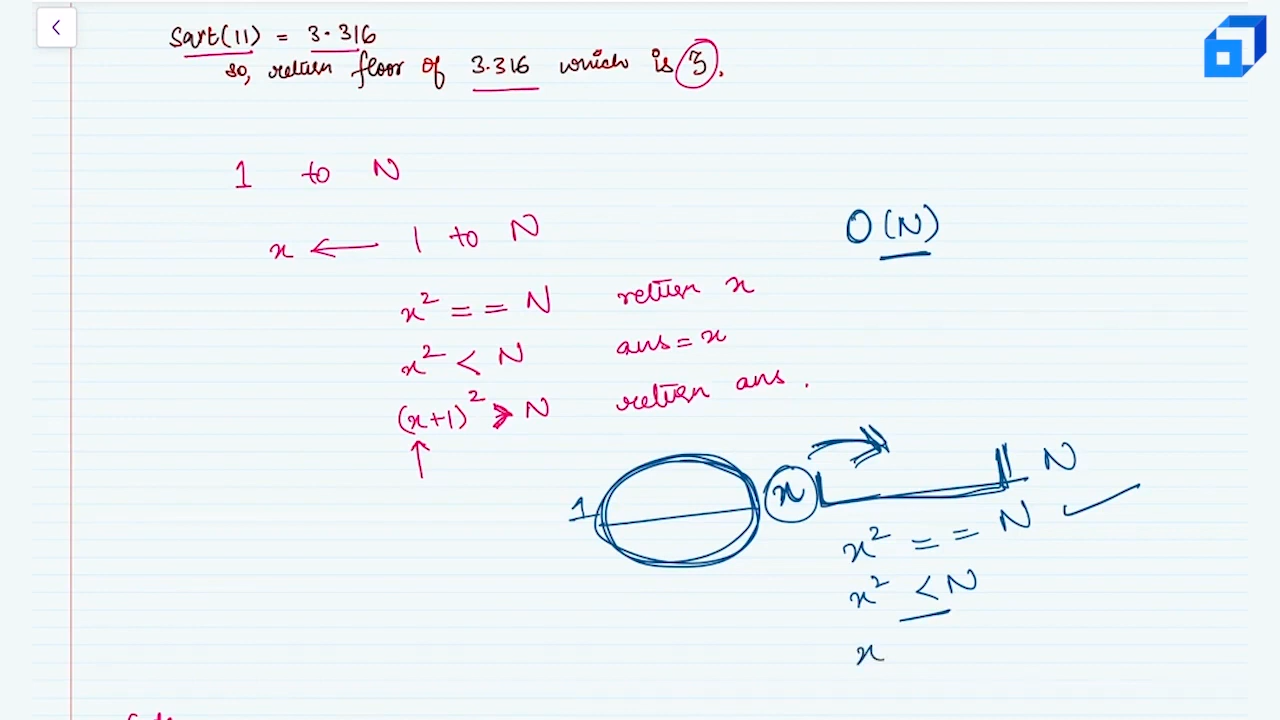 Sqrt(11) = 3.316
so, return floor of 3.316 which is 3.
1 to N
x ← 1 to N
O(N)
x² == N return x
x² < N ans = x
(x+1)² > N return ans.
1 x N
x² == N
x² < N
x